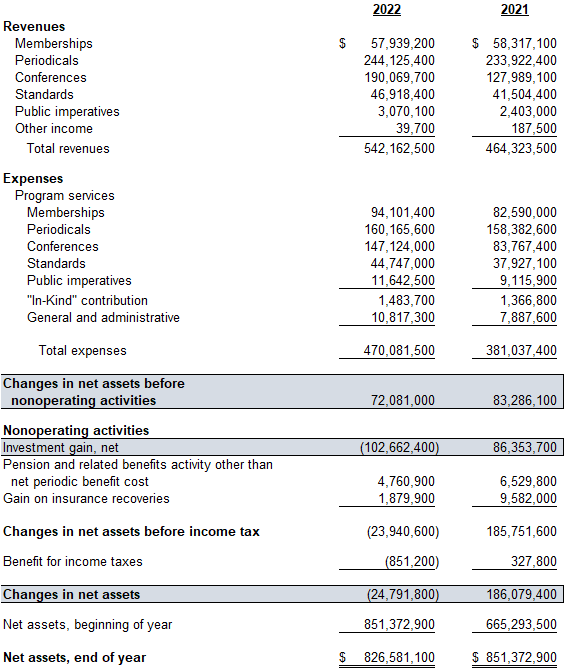 2022 2021
Revenues
Memberships $ 57,939,200 $ 58,317,100
Periodicals 244,125,400 233,922,400
Conferences 190,069,700 127,989,100
Standards 46,918,400 41,504,400
Public imperatives 3,070,100 2,403,000
Other income 39,700 187,500
Total revenues 542,162,500 464,323,500
Expenses
Program services
Memberships 94,101,400 82,590,000
Periodicals 160,165,600 158,382,600
Conferences 147,124,000 83,767,400
Standards 44,747,000 37,927,100
Public imperatives 11,642,500 9,115,900
"In-Kind" contribution 1,483,700 1,366,800
General and administrative 10,817,300 7,887,600
Total expenses 470,081,500 381,037,400
Changes in net assets before
nonoperating activities 72,081,000 83,286,100
Nonoperating activities
Investment gain, net (102,662,400) 86,353,700
Pension and related benefits activity other than
net periodic benefit cost 4,760,900 6,529,800
Gain on insurance recoveries 1,879,900 9,582,000
Changes in net assets before income tax (23,940,600) 185,751,600
Benefit for income taxes (851,200) 327,800
Changes in net assets (24,791,800) 186,079,400
Net assets, beginning of year 851,372,900 665,293,500
Net assets, end of year $ 826,581,100 $ 851,372,900